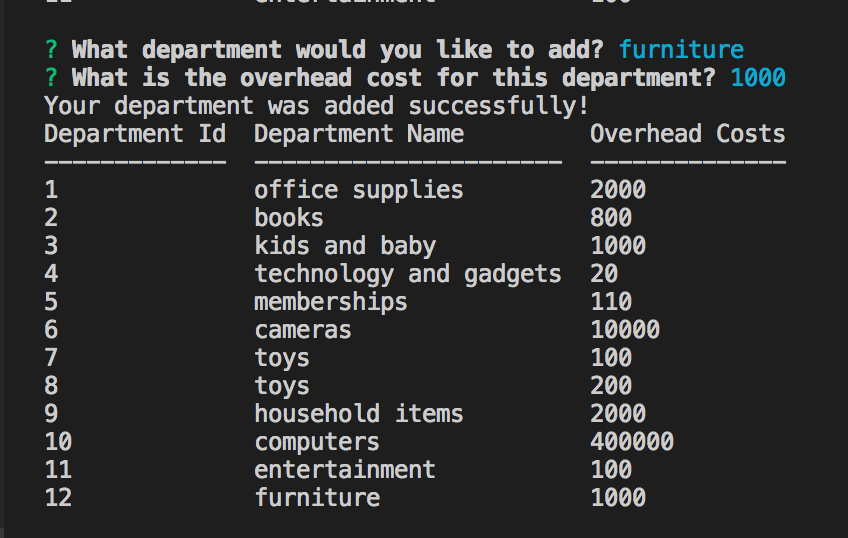 ? What department would you like to add? furniture
? What is the overhead cost for this department? 1000
Your department was added successfully!
Department Id  Department Name         Overhead Costs
-------------  ----------------------  --------------
1              office supplies         2000
2              books                   800
3              kids and baby           1000
4              technology and gadgets  20
5              memberships             110
6              cameras                 10000
7              toys                    100
8              toys                    200
9              household items         2000
10             computers               400000
11             entertainment           100
12             furniture               1000